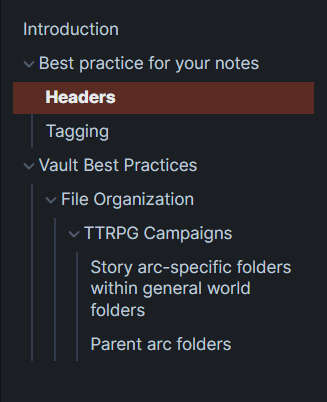 Introduction
Best practice for your notes
Headers
Tagging
Vault Best Practices
File Organization
TTRPG Campaigns
Story arc-specific folders
within general world
folders
Parent arc folders